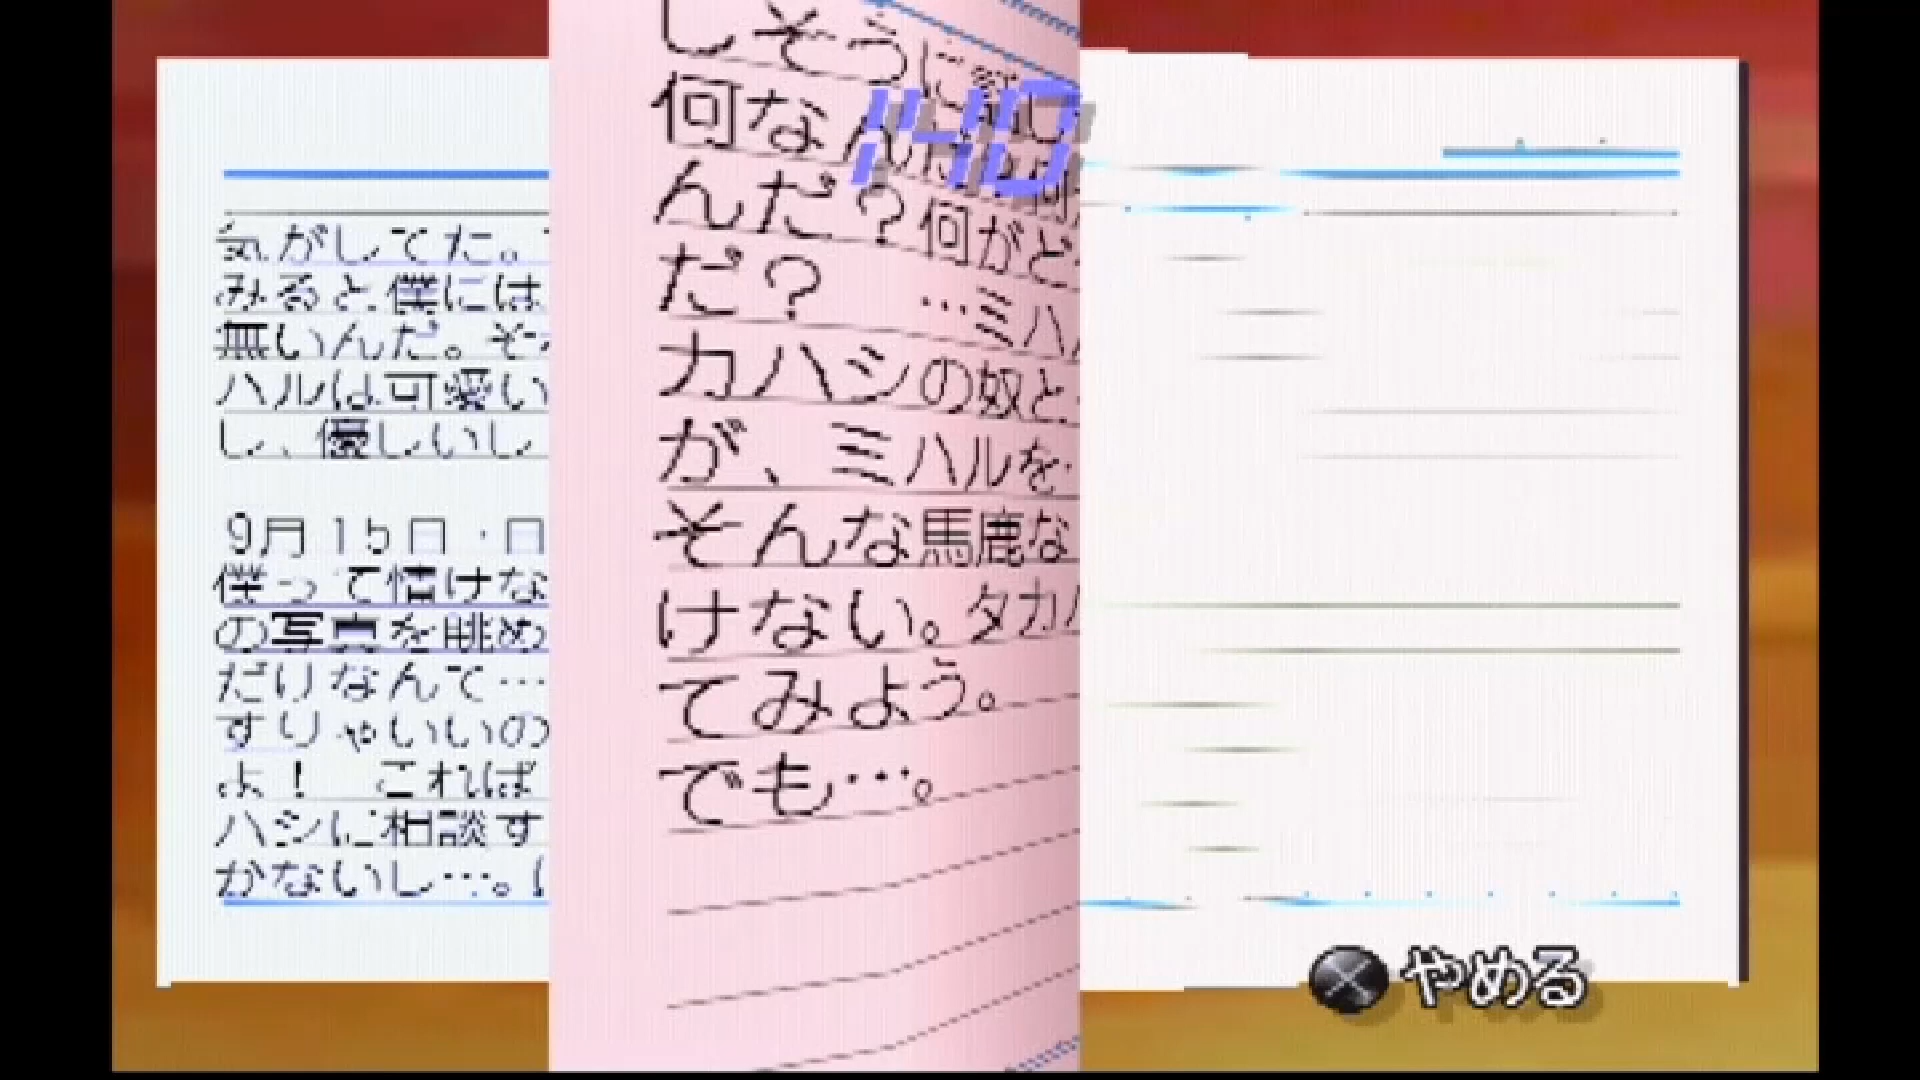 気がしてた。
みると僕には
無いんだ。そ
ハルは可愛い
し、優しいし
9月15日・日
僕って情けな
の写真を眺め
だりなんて…
すりゃいいの
よ！ これば
ハシに相談す
かないし…。
しそうに
何なん
んだ？何がど
だ？ …ミハ
カハシの奴と
が、ミハルを
そんな馬鹿な
けない。タカハ
てみよう。
でも…。
140
やめる